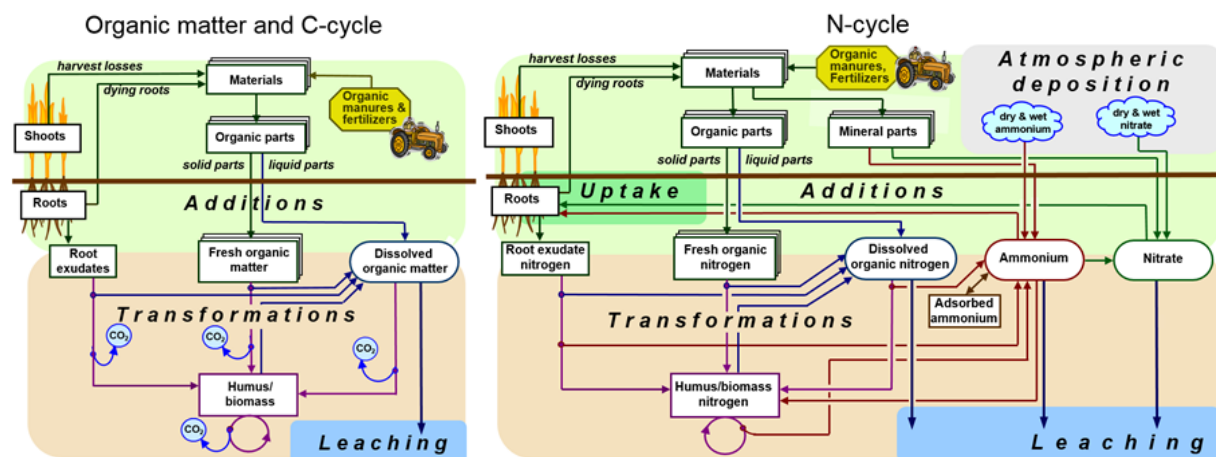 Organic matter and C-cycle
harvest losses
dying roots
Materials
Organic
manures &
fertilizers
Shoots
Organic parts
solid parts
liquid parts
Roots
Additions
Root
exudates
Fresh organic
matter
Dissolved
organic matter
Transformations
CO₂
CO₂
CO₂
Humus/
biomass
CO₂
Leaching
N-cycle
harvest losses
dying roots
Materials
Organic
manures,
Fertilizers
Atmospheric
deposition
dry & wet
ammonium
dry & wet
nitrate
Shoots
Organic parts
Mineral parts
solid parts
liquid parts
Roots
Uptake
Additions
Root exudate
nitrogen
Fresh organic
nitrogen
Dissolved
organic nitrogen
Ammonium
Nitrate
Adsorbed
ammonium
Transformations
Humus/biomass
nitrogen
Leaching